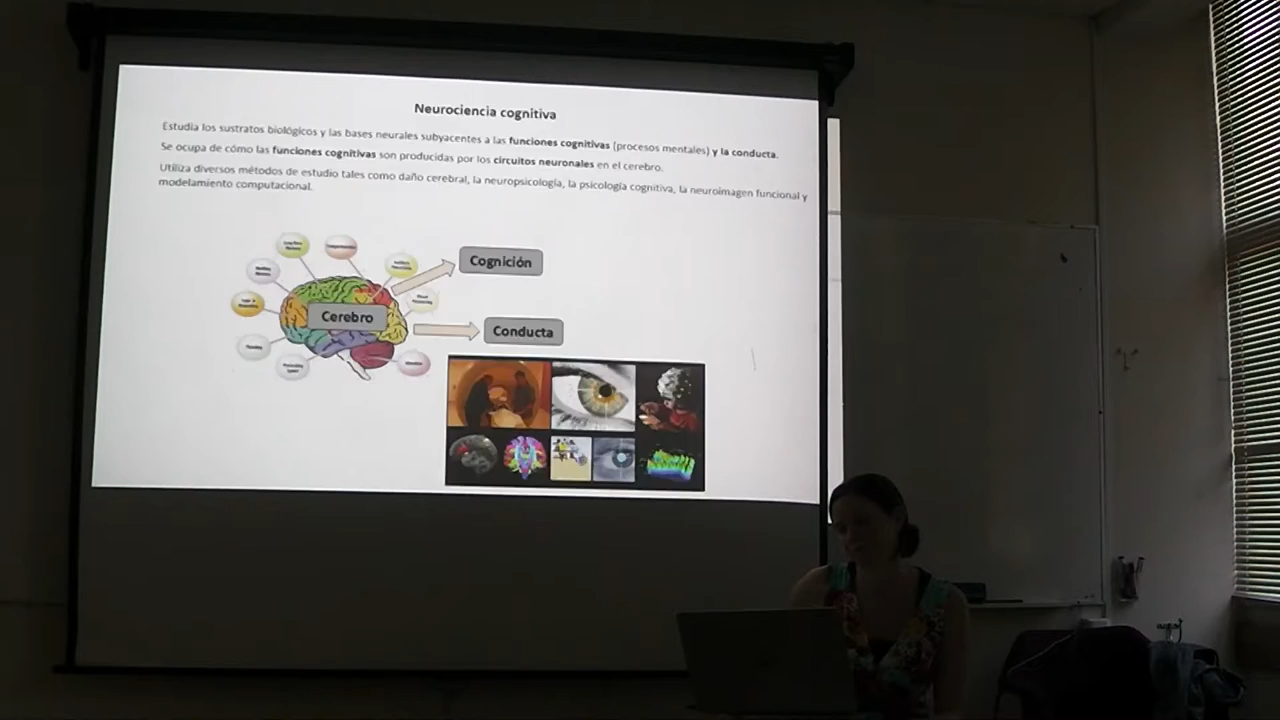 Neurociencia cognitiva
Estudia los sustratos biológicos y las bases neurales subyacentes a las funciones cognitivas (procesos mentales) y la conducta.
Se ocupa de cómo las funciones cognitivas son producidas por los circuitos neuronales en el cerebro.
Utiliza diversos métodos de estudio tales como daño cerebral, la neuropsicología, la psicología cognitiva, la neuroimagen funcional y
modelamiento computacional.
Cognición
Cerebro
Conducta